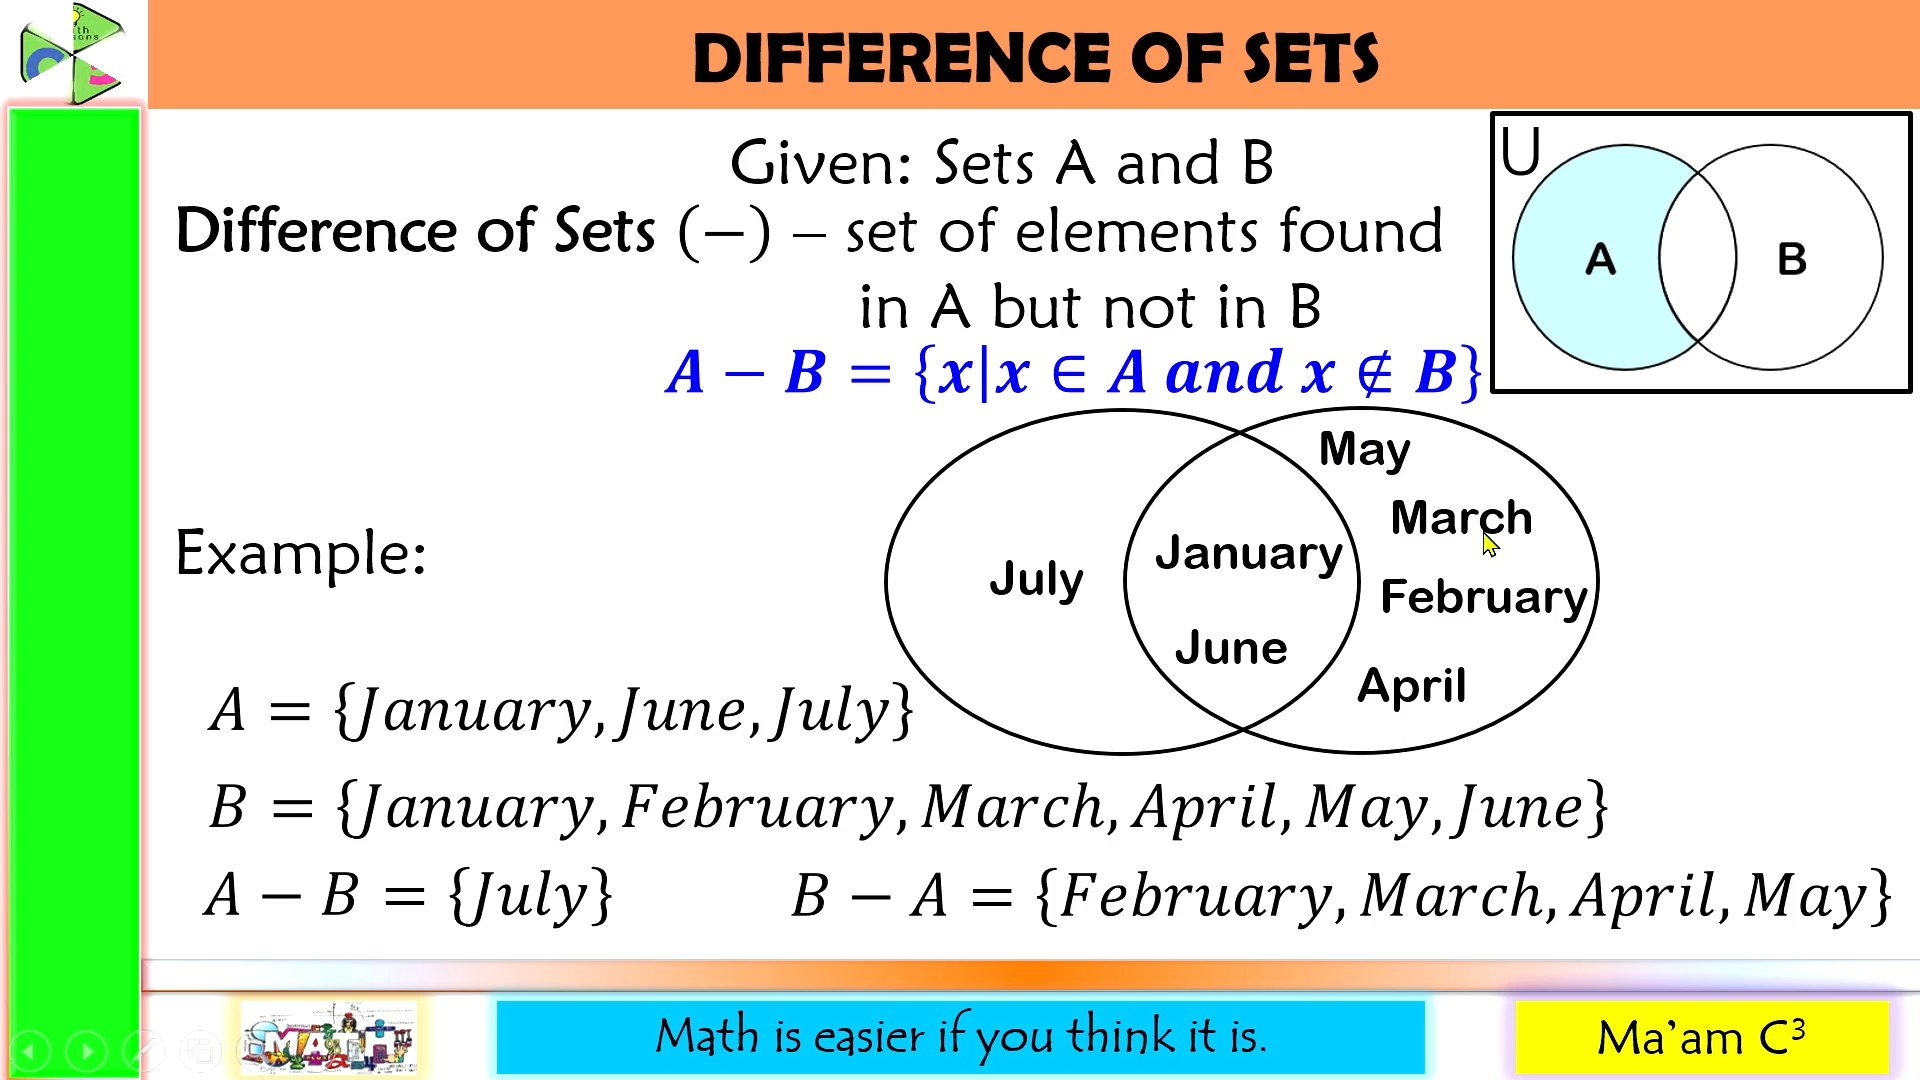 DIFFERENCE OF SETS
Given: Sets A and B
Difference of Sets (−) – set of elements found
in A but not in B
A − B = {x|x ∈ A and x ∉ B}
U
A
B
Example:
May
March
January
July
February
June
April
A = {January, June, July}
B = {January, February, March, April, May, June}
A − B = {July}
B − A = {February, March, April, May}
MATH
Math is easier if you think it is.
Ma’am C³